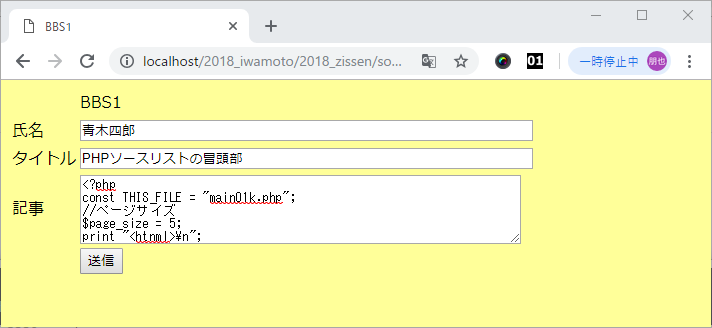 BBS1
localhost/2018_iwamoto/2018_zissen/so...
01
一時停止中
朋也
BBS1
氏名
青木四郎
タイトル
PHPソースリストの冒頭部
記事
<?php
const THIS_FILE = "main01k.php";
//ページサイズ
$page_size = 5;
print "<html>\n";
送信